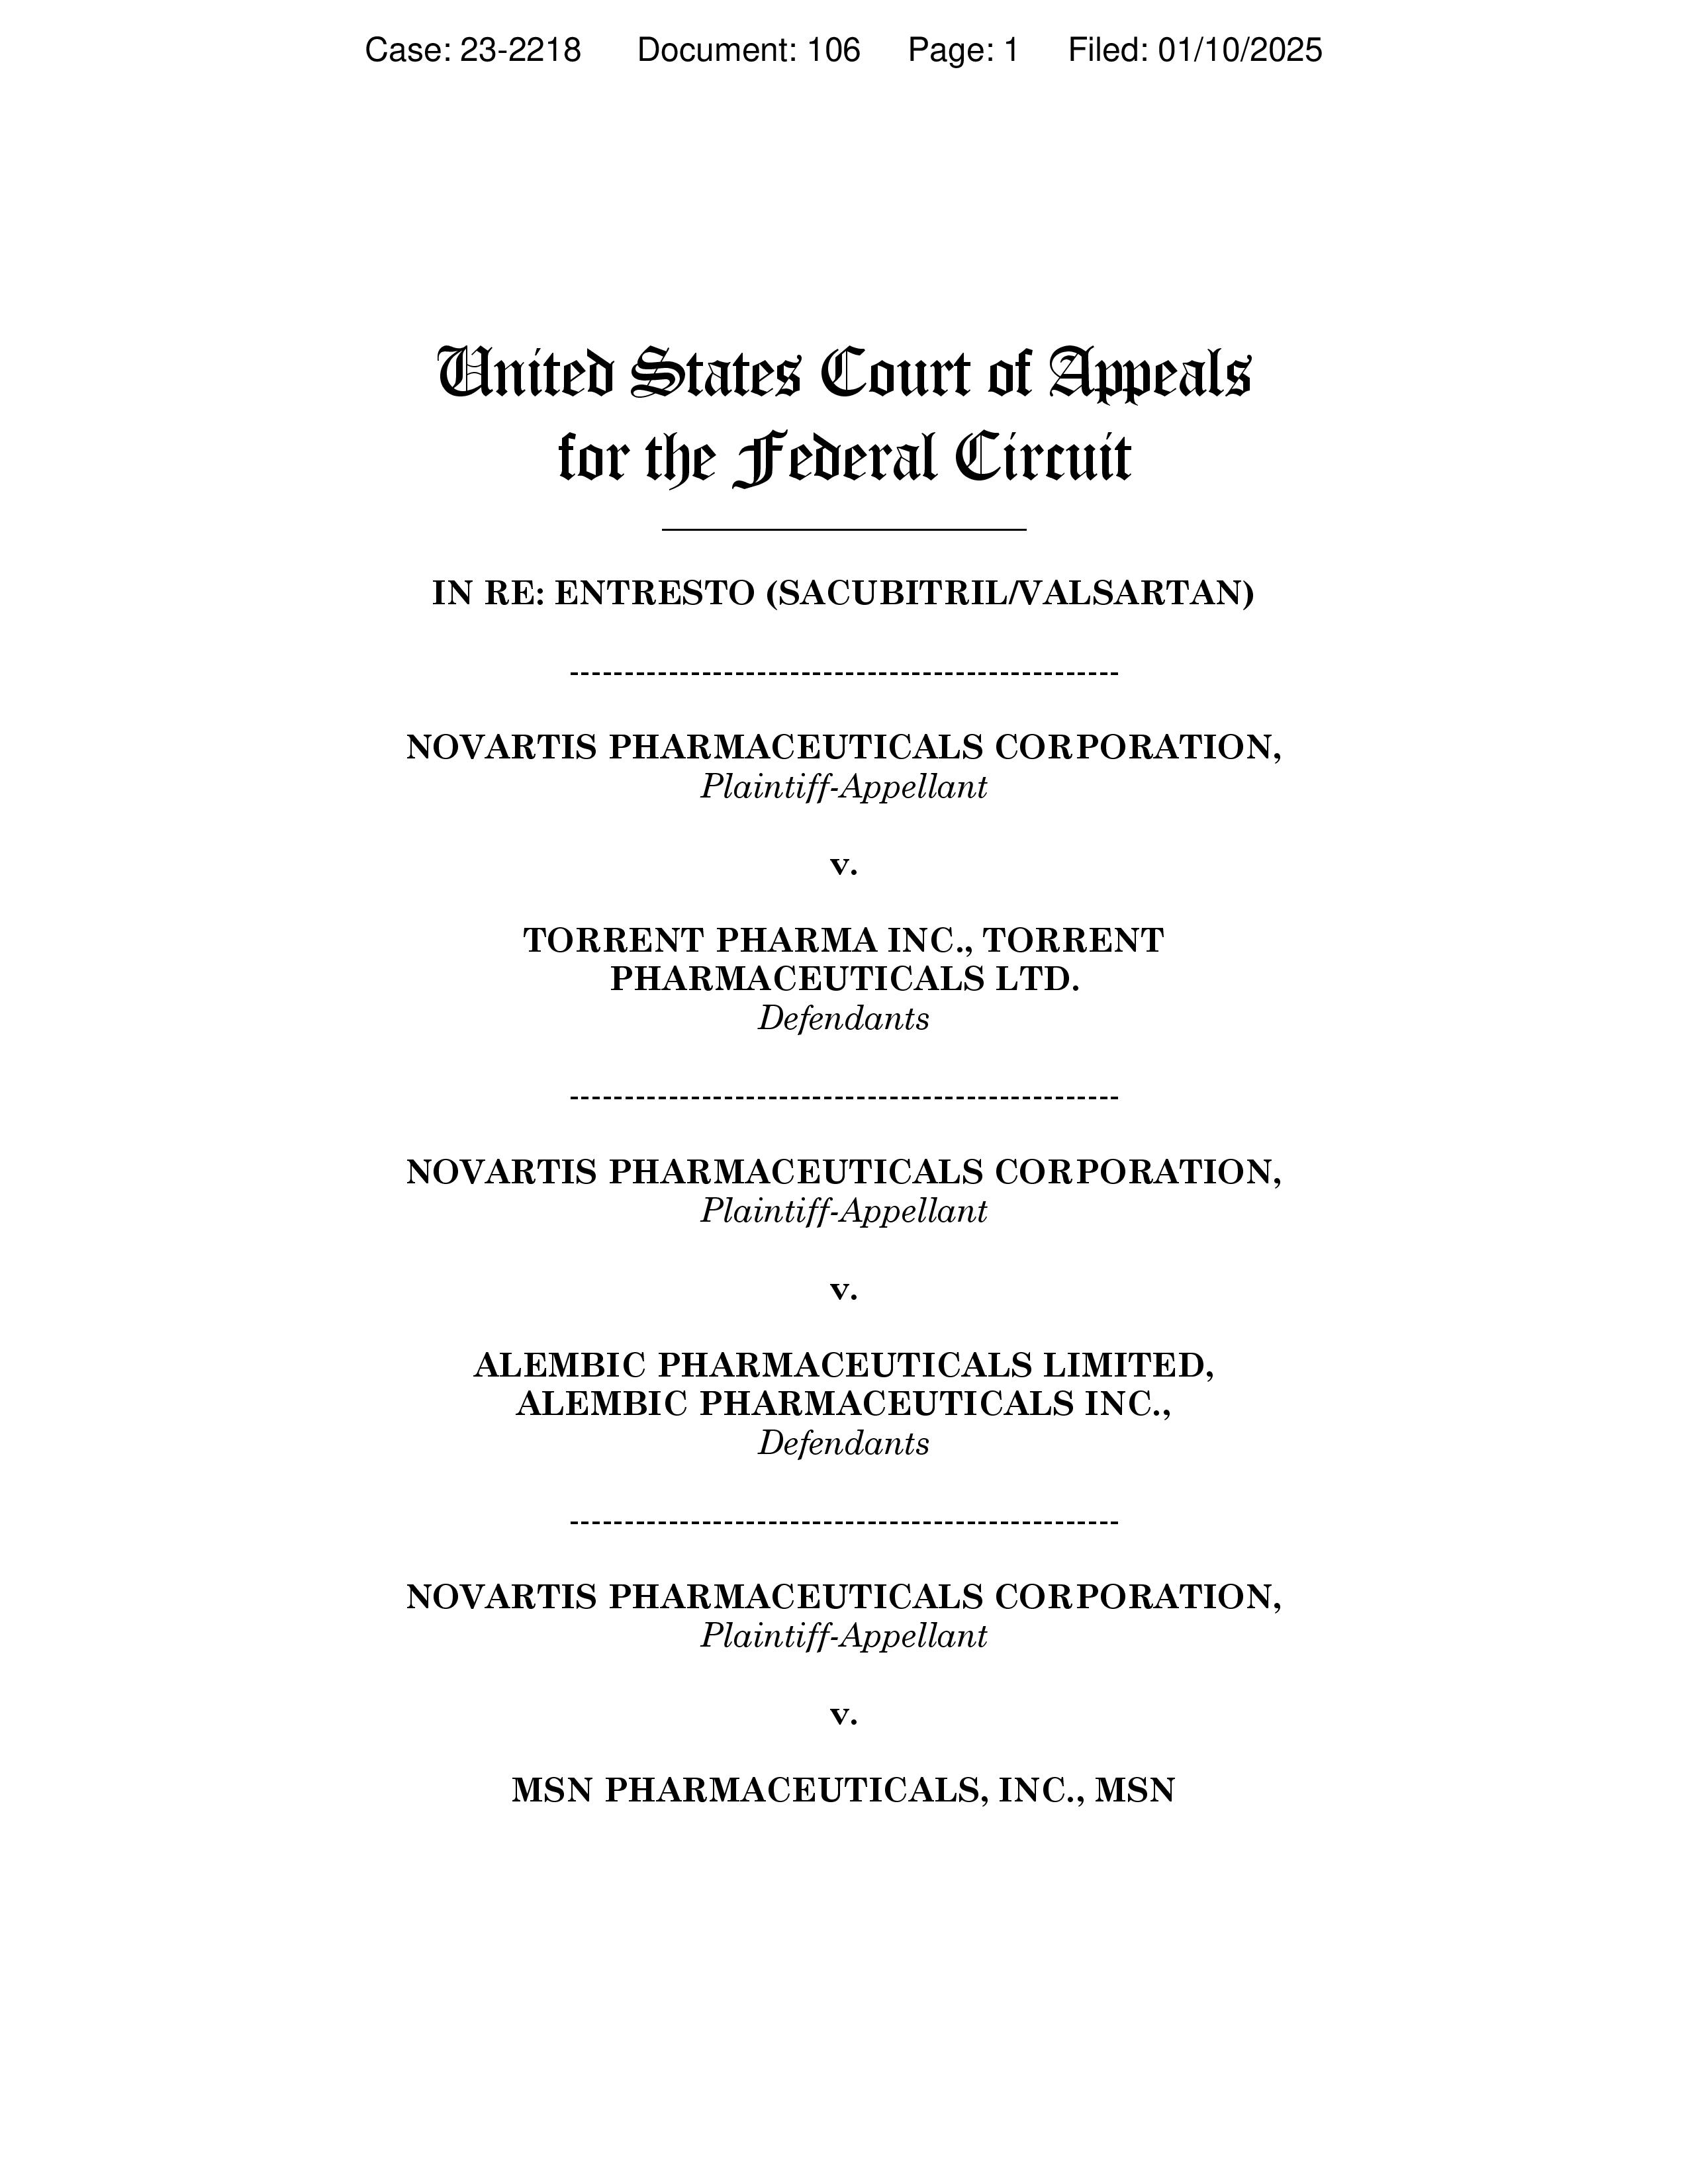 Case: 23-2218 Document: 106 Page: 1 Filed: 01/10/2025
United States Court of Appeals
for the Federal Circuit
IN RE: ENTRESTO (SACUBITRIL/VALSARTAN)
--------------------------------------------------
NOVARTIS PHARMACEUTICALS CORPORATION,
Plaintiff-Appellant
v.
TORRENT PHARMA INC., TORRENT
PHARMACEUTICALS LTD.
Defendants
--------------------------------------------------
NOVARTIS PHARMACEUTICALS CORPORATION,
Plaintiff-Appellant
v.
ALEMBIC PHARMACEUTICALS LIMITED,
ALEMBIC PHARMACEUTICALS INC.,
Defendants
--------------------------------------------------
NOVARTIS PHARMACEUTICALS CORPORATION,
Plaintiff-Appellant
v.
MSN PHARMACEUTICALS, INC., MSN